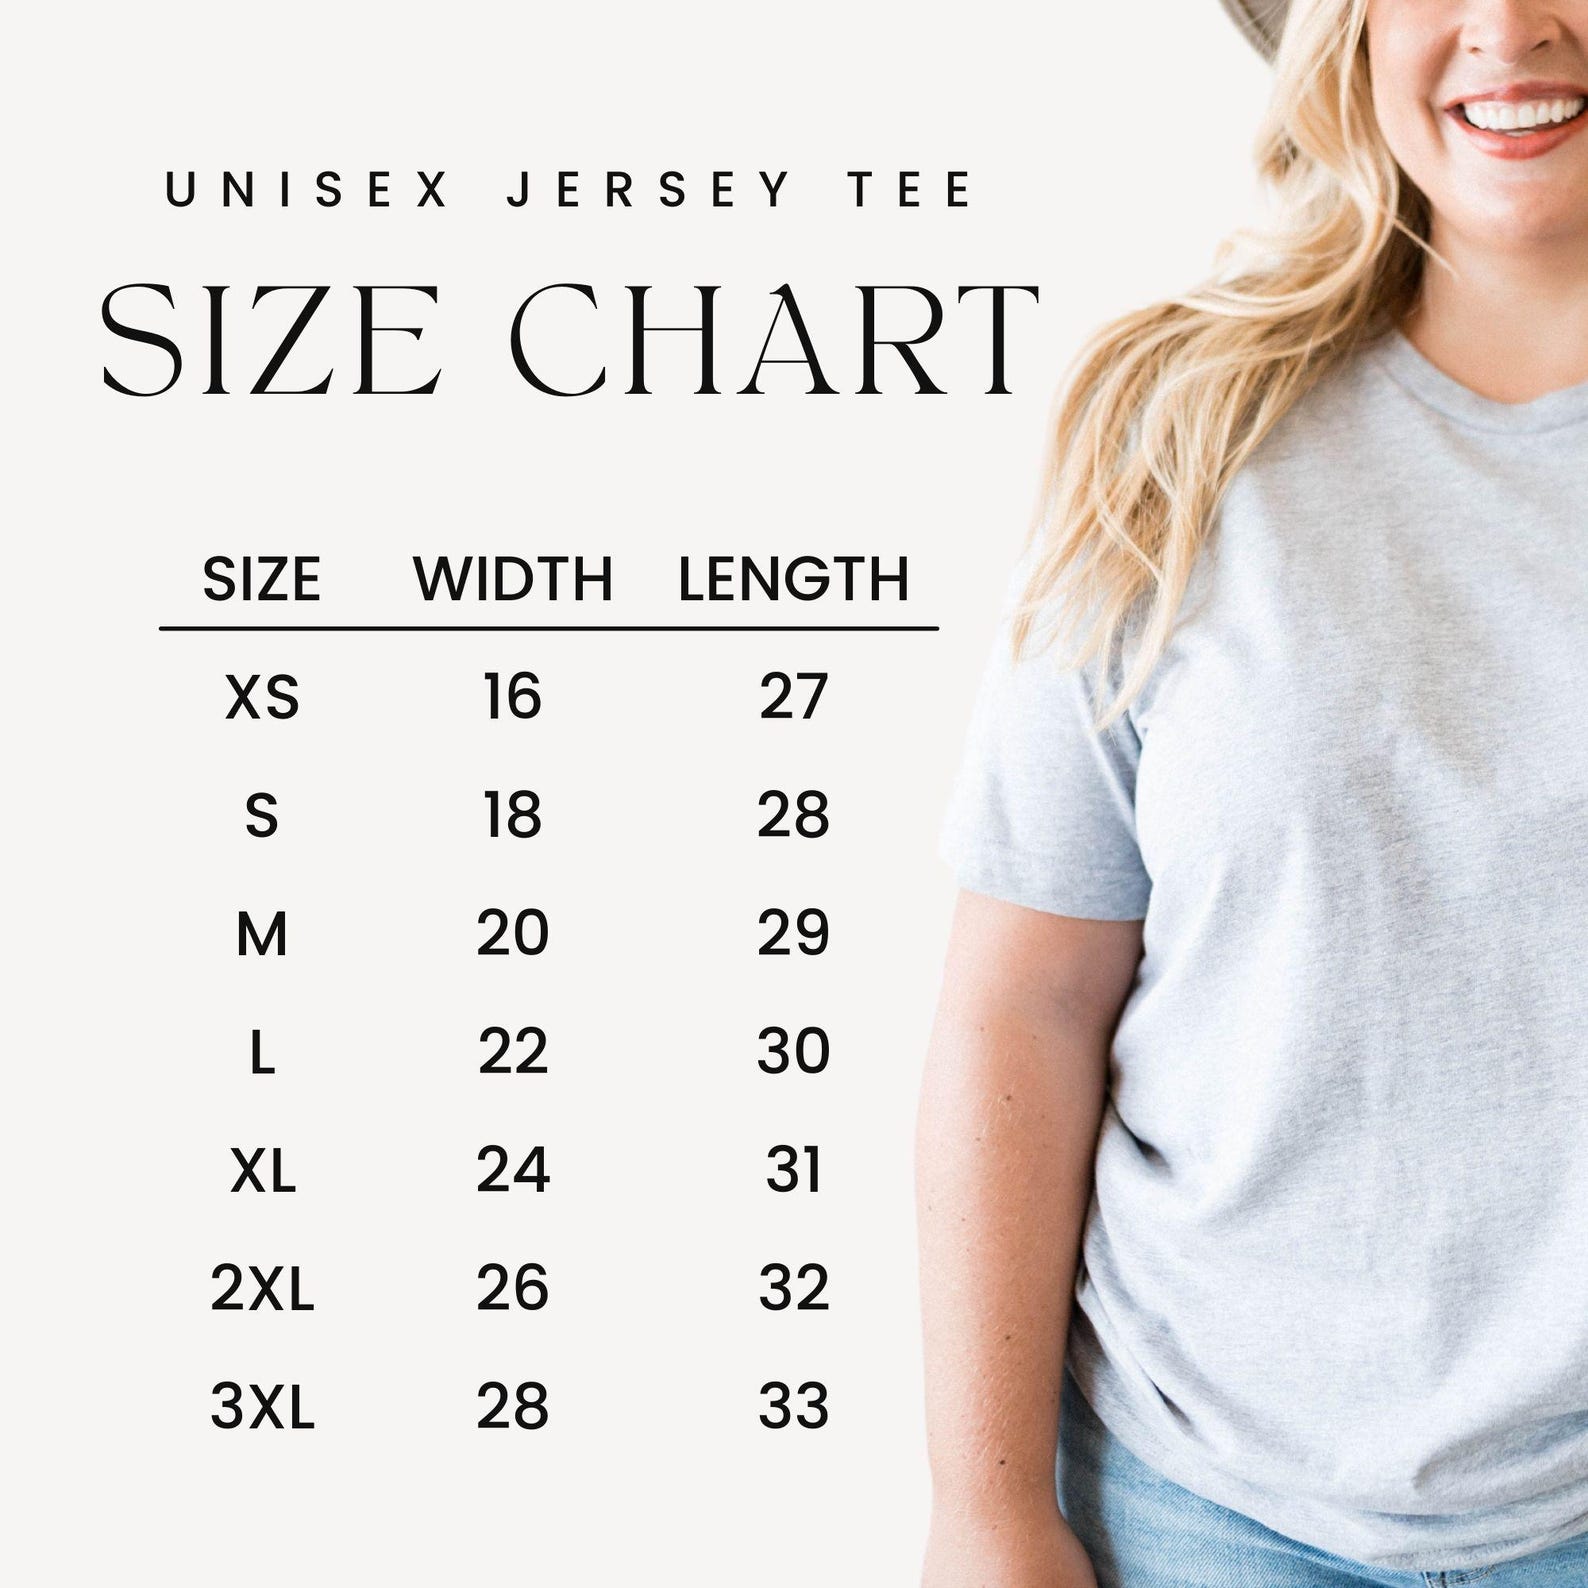 UNISEX JERSEY TEE
SIZE CHART
SIZE WIDTH LENGTH
XS 16 27
S 18 28
M 20 29
L 22 30
XL 24 31
2XL 26 32
3XL 28 33